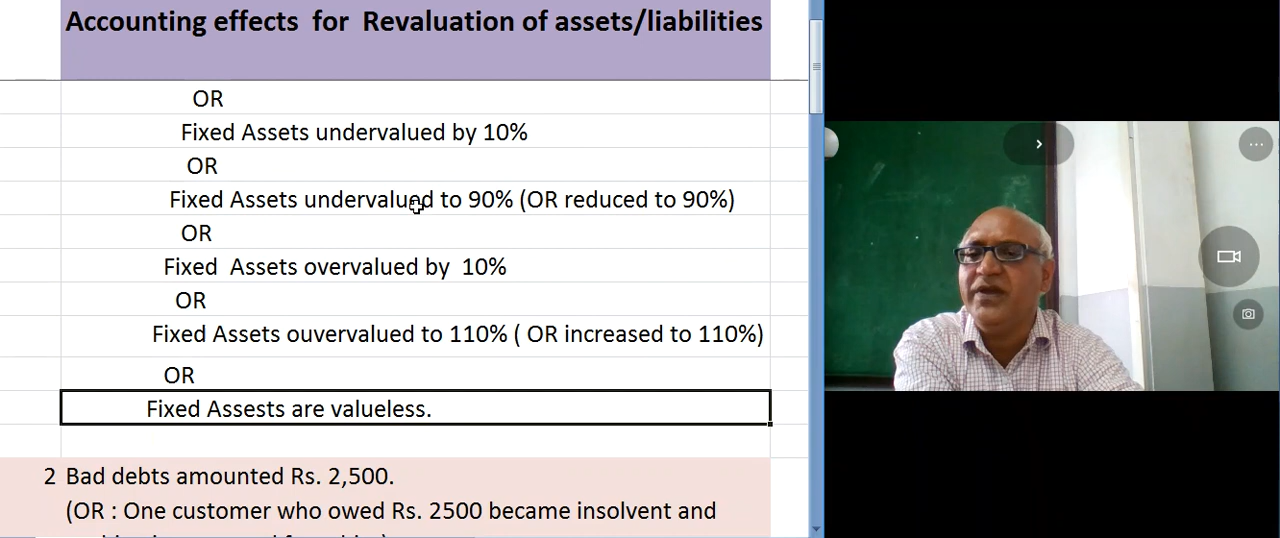 Accounting effects for Revaluation of assets/liabilities
OR
Fixed Assets undervalued by 10%
OR
Fixed Assets undervalued to 90% (OR reduced to 90%)
OR
Fixed Assets overvalued by 10%
OR
Fixed Assets ouvervalued to 110% ( OR increased to 110%)
OR
Fixed Assests are valueless.
2 Bad debts amounted Rs. 2,500.
(OR : One customer who owed Rs. 2500 became insolvent and